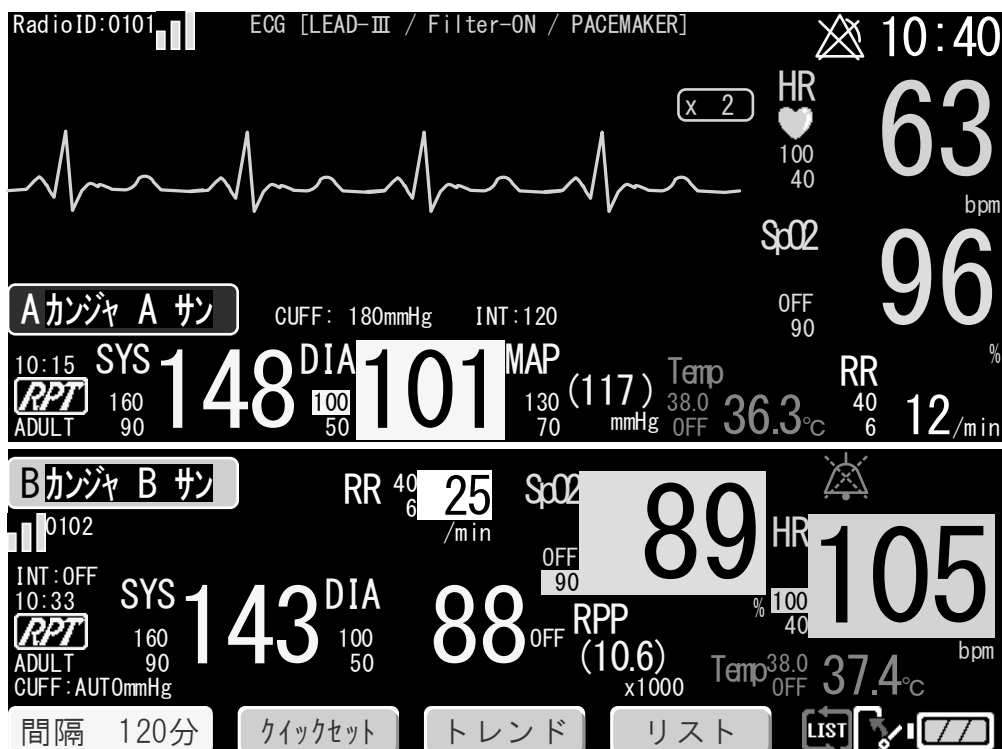 RadioID:0101 ECG [LEAD-Ⅲ / Filter-ON / PACEMAKER] 10:40
x 2
HR 63
100
40
bpm
SpO2 96
OFF
90
%
A カンジャ A サン CUFF: 180mmHg INT:120
10:15 SYS 148 DIA 101 MAP (117) mmHg Temp 36.3℃ RR 12/min
RPT 160 100 130 38.0 40
ADULT 90 50 70 OFF 6
B カンジャ B サン RR 40 6 25 /min SpO2 89
0102
OFF
90
%
HR 105
100
40
bpm
INT:OFF
10:33 SYS 143 DIA 88 OFF RPP
RPT 160 100 (10.6)
ADULT 90 50 x1000 Temp 38.0 OFF 37.4℃
CUFF:AUTOmmHg
間隔 120分 クイックセット トレンド リスト LIST